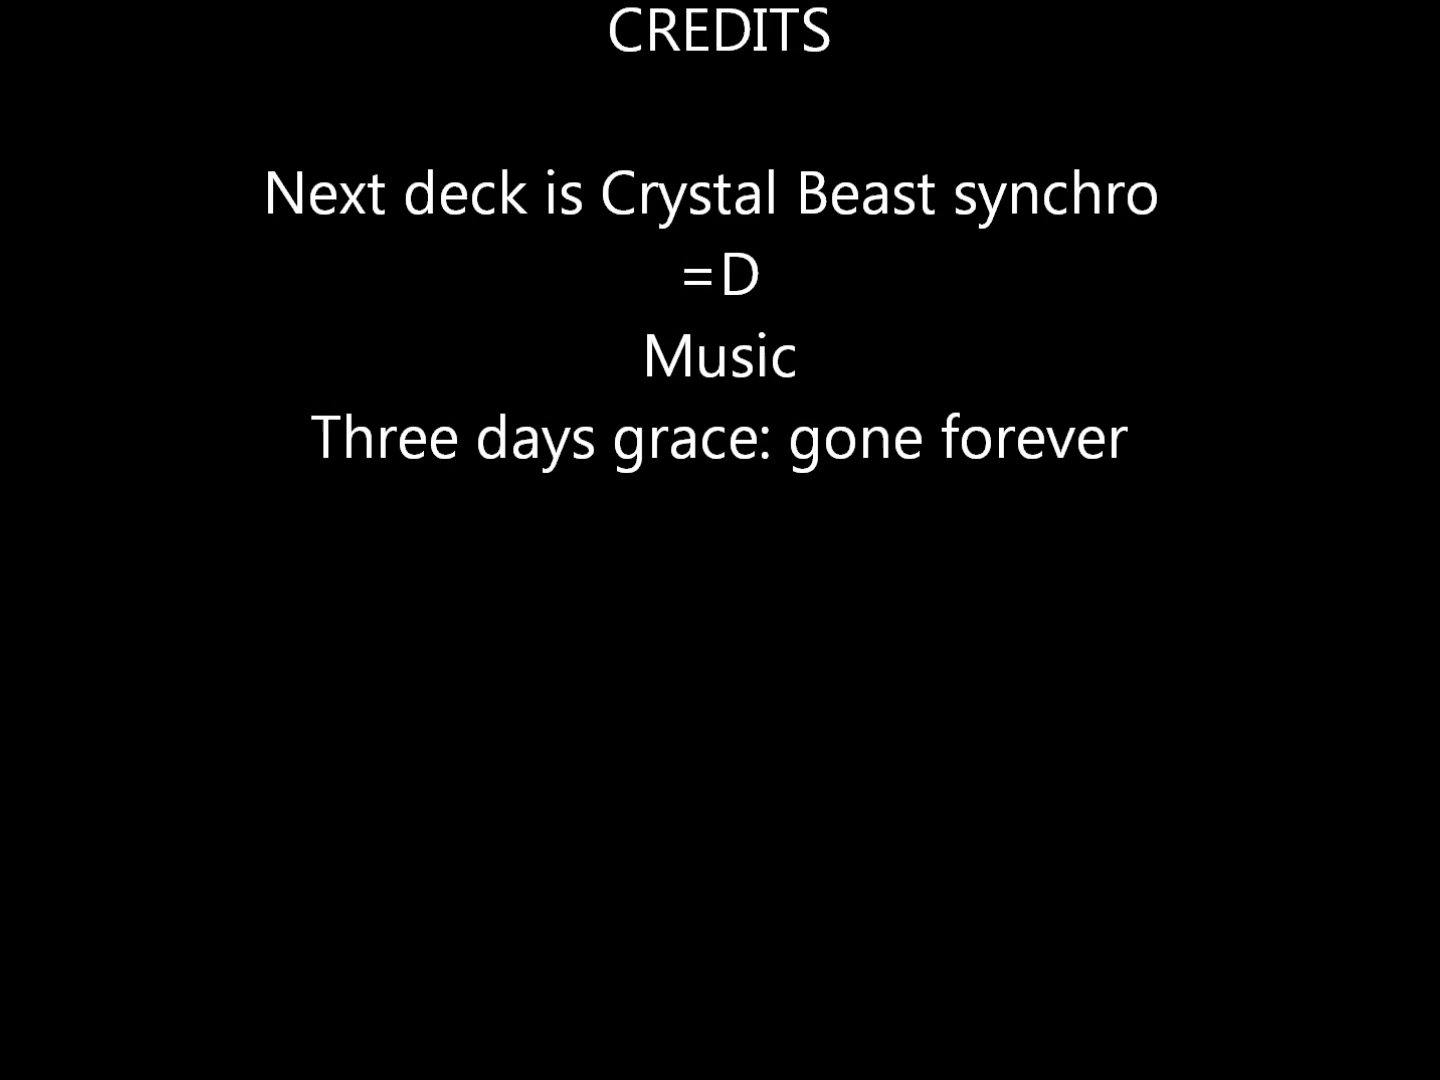 CREDITS
Next deck is Crystal Beast synchro
=D
Music
Three days grace: gone forever